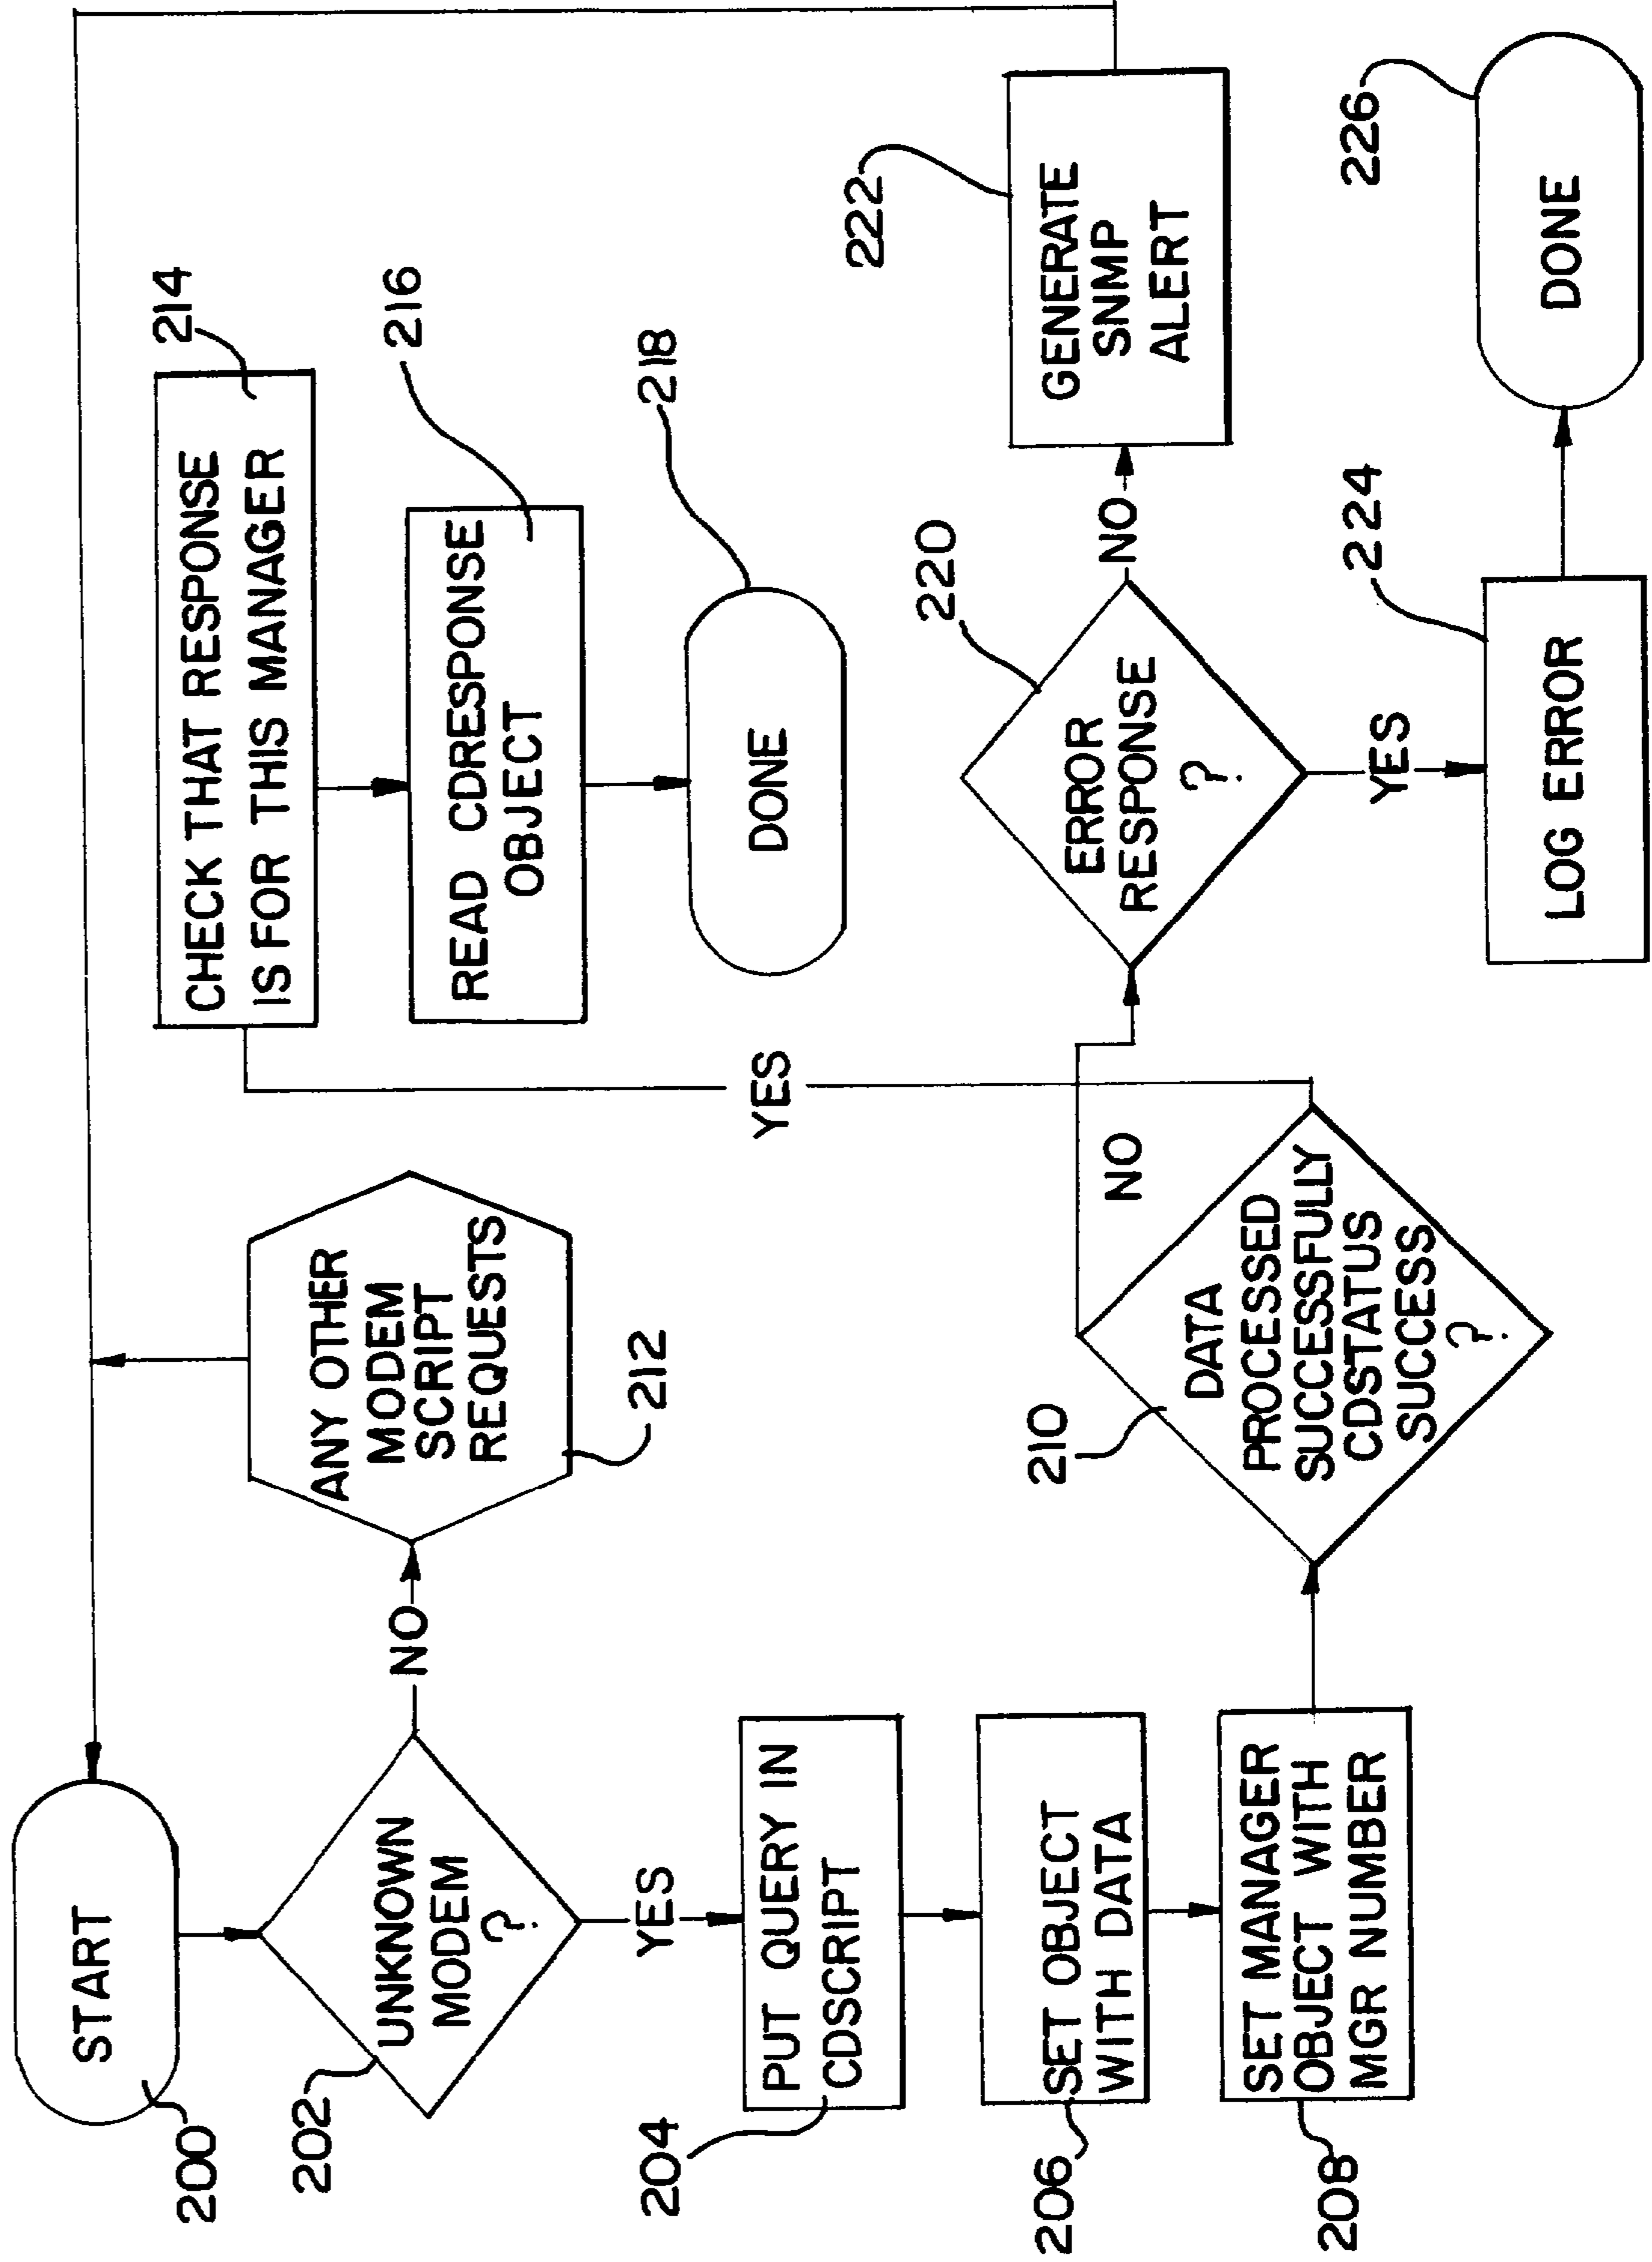 START
200
UNKNOWN
MODEM
?
202
NO
ANY OTHER
MODEM
SCRIPT
REQUESTS
212
YES
PUT QUERY IN
CDSCRIPT
204
SET OBJECT
WITH DATA
206
SET MANAGER
OBJECT WITH
MGR NUMBER
208
DATA
PROCESSED
SUCCESSFULLY
CDSTATUS
SUCCESS
?
210
YES
CHECK THAT RESPONSE
IS FOR THIS MANAGER
214
READ CDRESPONSE
OBJECT
216
DONE
218
NO
ERROR
RESPONSE
?
220
NO
GENERATE
SNMP
ALERT
222
YES
LOG ERROR
224
DONE
226